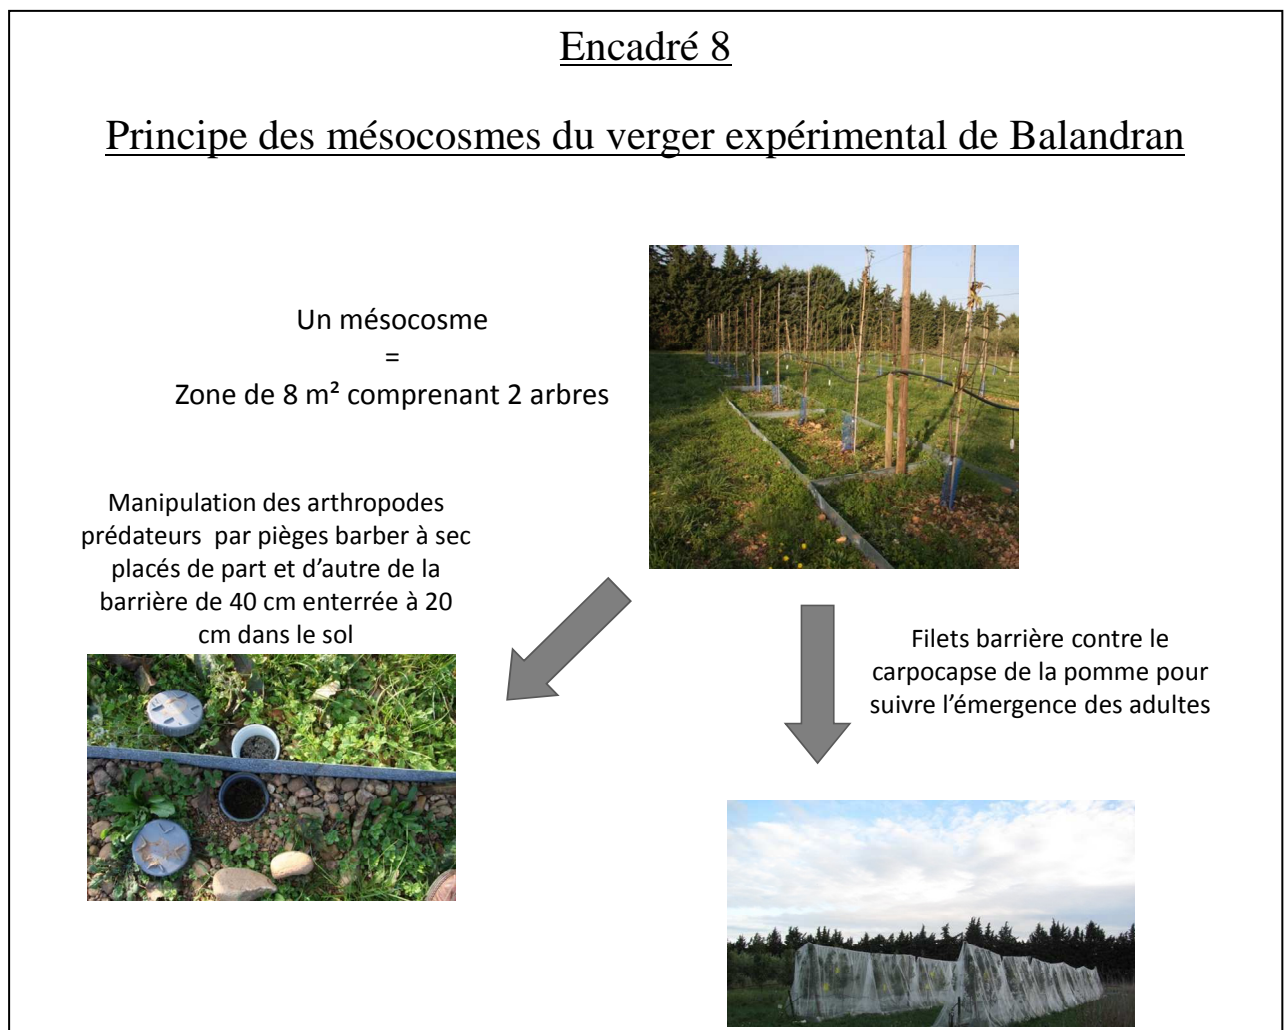 Encadré 8
Principe des mésocosmes du verger expérimental de Balandran
Un mésocosme
=
Zone de 8 m² comprenant 2 arbres
Manipulation des arthropodes
prédateurs  par pièges barber à sec
placés de part et d'autre de la
barrière de 40 cm enterrée à 20
cm dans le sol
Filets barrière contre le
carpocapse de la pomme pour
suivre l'émergence des adultes